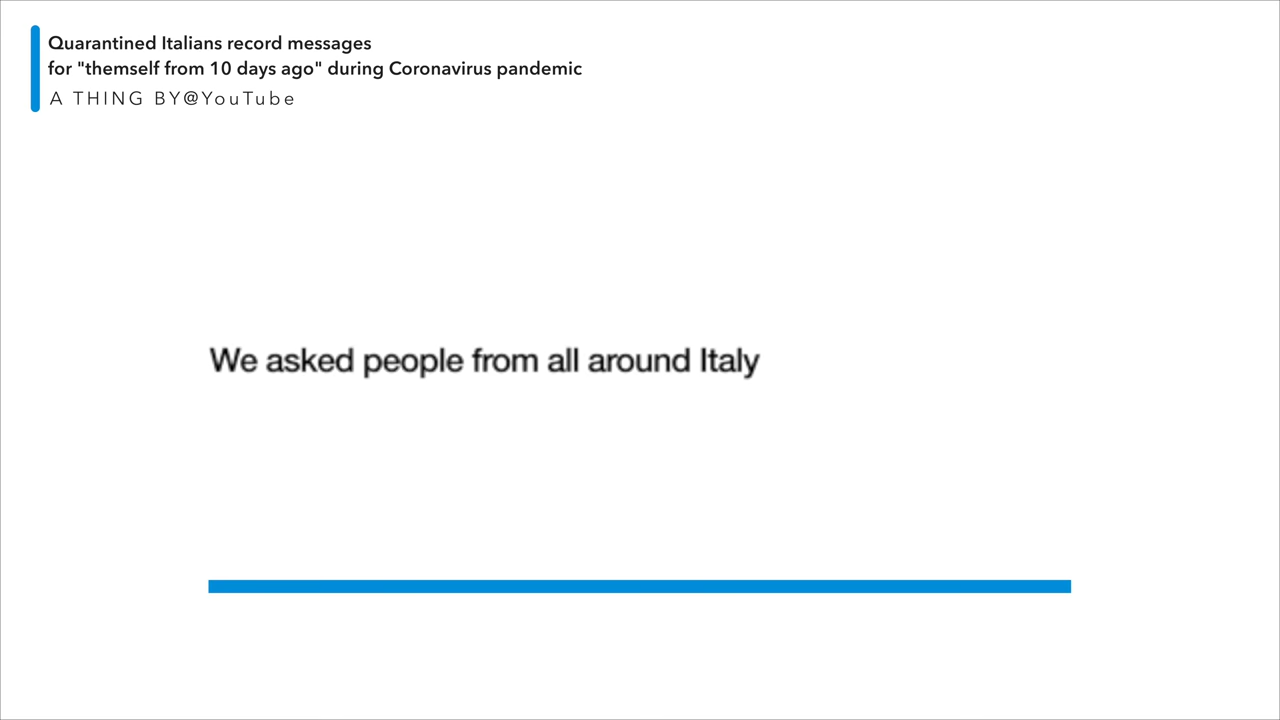 Quarantined Italians record messages
for "themself from 10 days ago" during Coronavirus pandemic
A THING BY@YouTube
We asked people from all around Italy